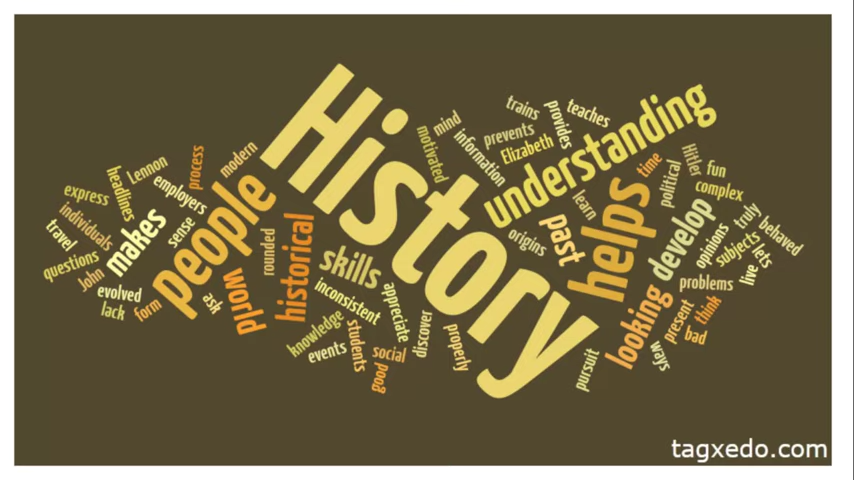 History
understanding
people
helps
historical
looking
develop
makes
skills
past
world
trains
provides
teaches
mind
motivated
information
prevents
Elizabeth
learn
origins
time
Hitler
fun
political
complex
opinions
truly
subjects
behaved
lets
live
problems
present
think
bad
ways
pursuit
modern
process
Lennon
headlines
employers
express
individuals
travel
sense
questions
John
evolved
lack
form
ask
rounded
inconsistent
appreciate
knowledge
events
students
social
good
discover
properly
tagxedo.com